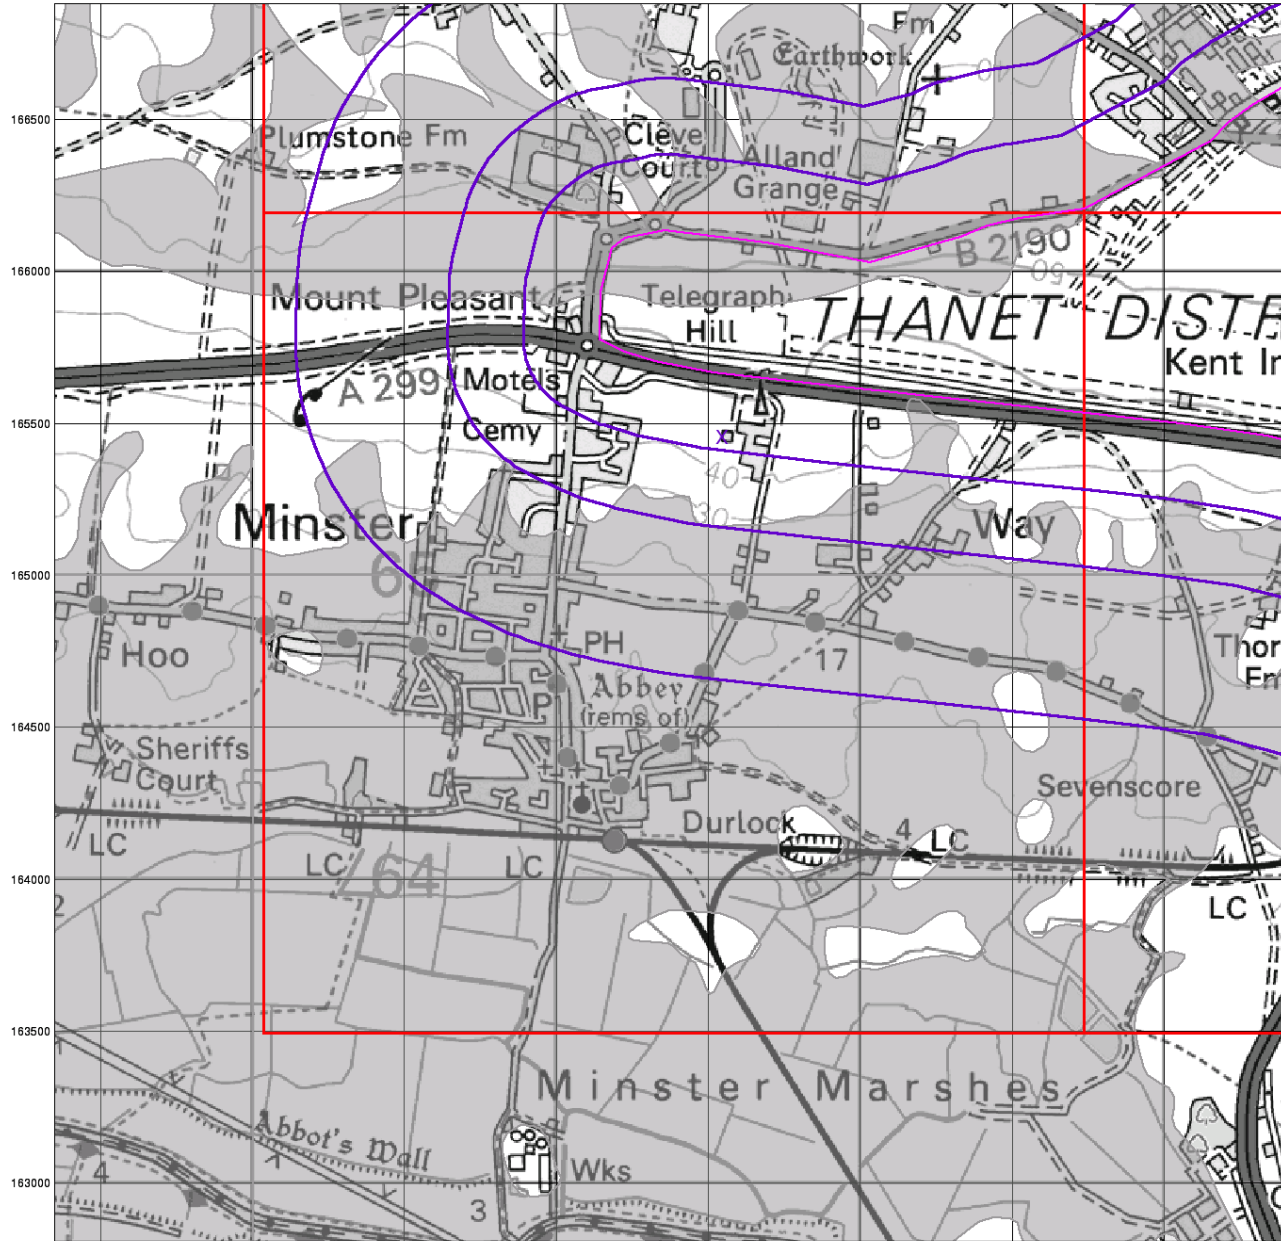 Fm
Earthwork
10
166500
Plumstone Fm
Cleve
Court
Alland
Grange
B 2190
50
166000
Mount Pleasant
Telegraph
Hill
THANET DISTR
Kent In
A 299
Motels
165500
Cemy
40
30
Minster
Way
165000
65
Hoo
PH
17
Thor
Fm
Abbey
(rems of)
P
164500
Sheriffs
Court
Sevenscore
Durlock
4
LC
LC
LC
LC
164000
64
LC
2
163500
Minster Marshes
Abbot's Wall
Wks
163000
4
3